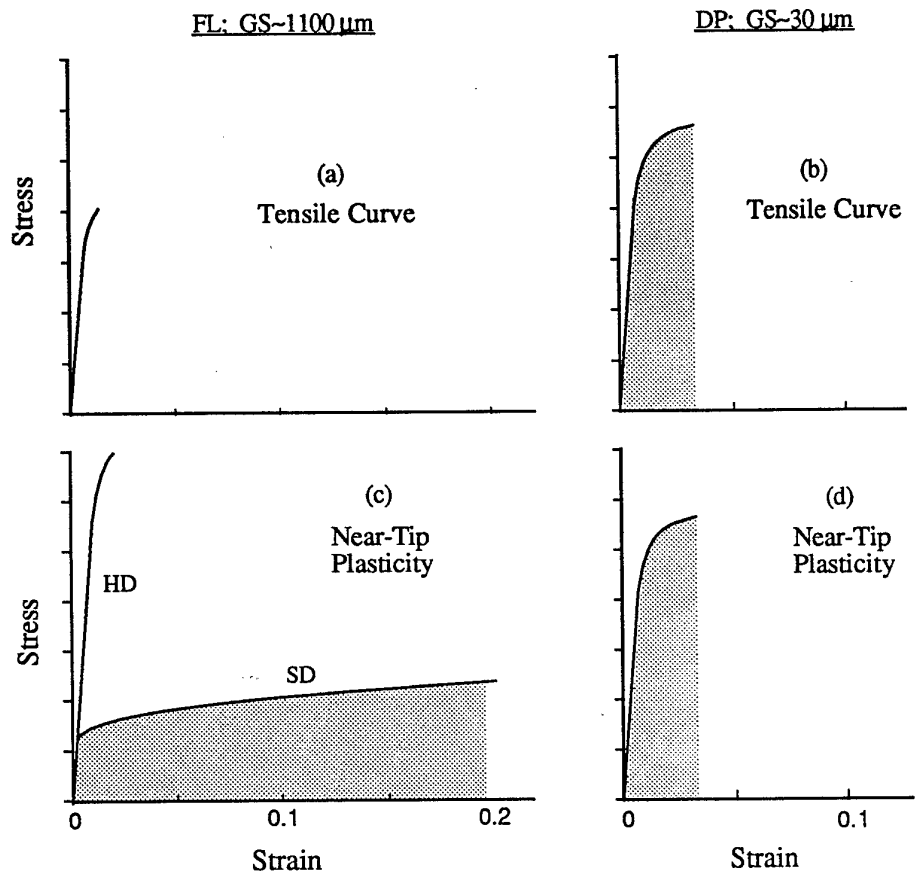 FL: GS~1100 μm
DP: GS~30 μm
Stress
(a)
Tensile Curve
(b)
Tensile Curve
Stress
HD
SD
(c)
Near-Tip
Plasticity
(d)
Near-Tip
Plasticity
0
0.1
0.2
Strain
0
0.1
Strain